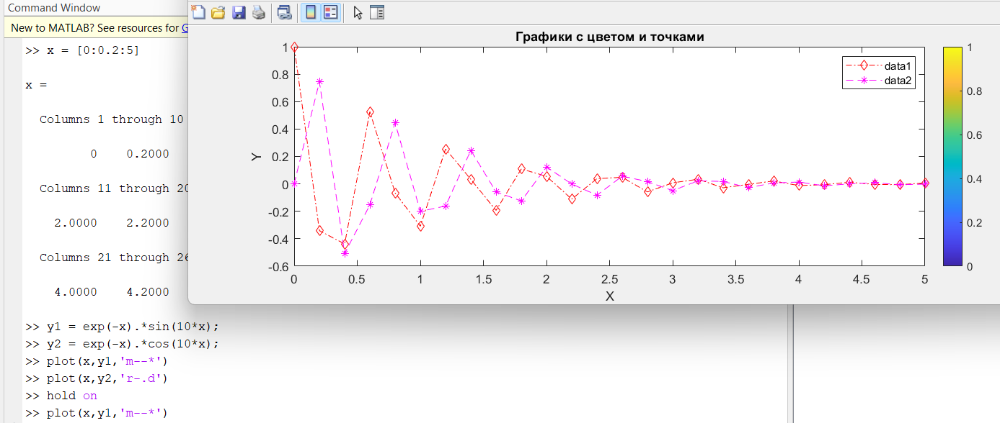 Command Window
New to MATLAB? See resources for G
>> x = [0:0.2:5]
x =
Columns 1 through 10
0 0.2000
Columns 11 through 20
2.0000 2.2000
Columns 21 through 26
4.0000 4.2000
>> y1 = exp(-x).*sin(10*x);
>> y2 = exp(-x).*cos(10*x);
>> plot(x,y1,'m--*')
>> plot(x,y2,'r-.d')
>> hold on
>> plot(x,y1,'m--*')
Графики с цветом и точками
data1
data2
1
0.8
0.6
0.4
0.2
0
-0.2
-0.4
-0.6
Y
0 0.5 1 1.5 2 2.5 3 3.5 4 4.5 5
X
1
0.8
0.6
0.4
0.2
0